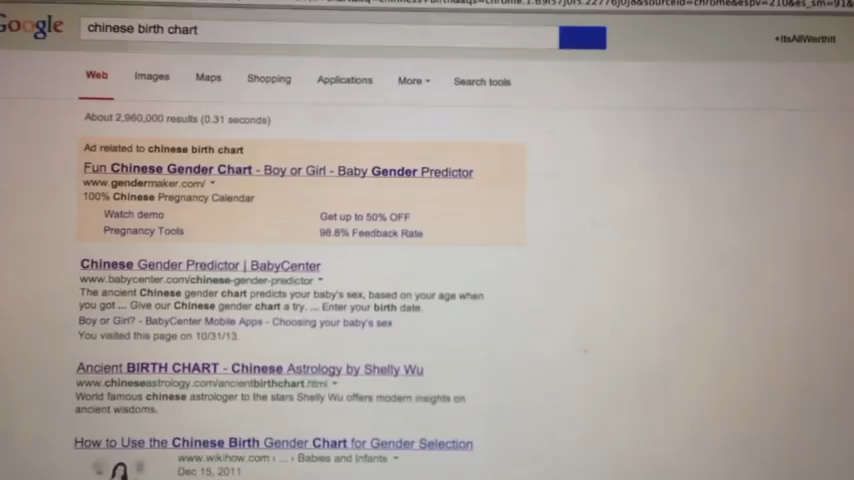 Google
chinese birth chart
+ItsAllWorthIt
Web Images Maps Shopping Applications More Search tools
About 2,960,000 results (0.31 seconds)
Ad related to chinese birth chart
Fun Chinese Gender Chart - Boy or Girl - Baby Gender Predictor
www.gendermaker.com/
100% Chinese Pregnancy Calendar
Watch demo Get up to 50% OFF
Pregnancy Tools 98.8% Feedback Rate
Chinese Gender Predictor | BabyCenter
www.babycenter.com/chinese-gender-predictor
The ancient Chinese gender chart predicts your baby's sex, based on your age when
you got ... Give our Chinese gender chart a try. ... Enter your birth date.
Boy or Girl? - BabyCenter Mobile Apps - Choosing your baby's sex
You visited this page on 10/31/13.
Ancient BIRTH CHART - Chinese Astrology by Shelly Wu
www.chineseastrology.com/ancientbirthchart.html
World famous chinese astrologer to the stars Shelly Wu offers modern insights on
ancient wisdoms.
How to Use the Chinese Birth Gender Chart for Gender Selection
www.wikihow.com › ... › Babies and Infants
Dec 15, 2011